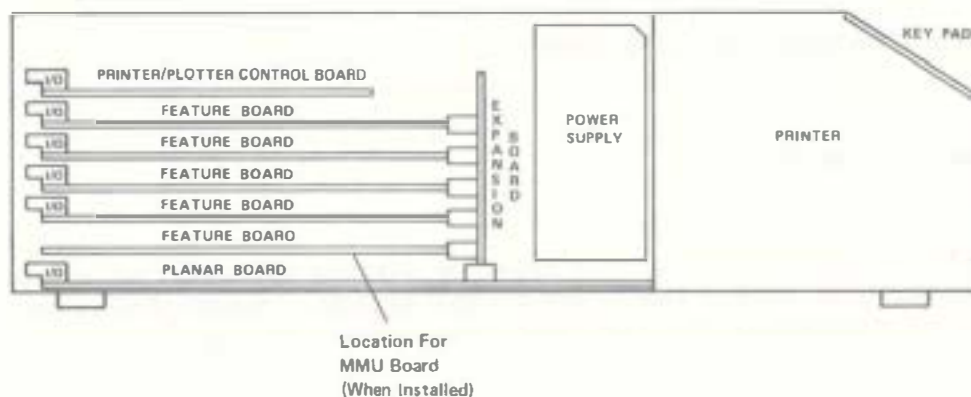 KEY PAD
I/O PRINTER/PLOTTER CONTROL BOARD
I/O FEATURE BOARD
I/O FEATURE BOARD
I/O FEATURE BOARD
I/O FEATURE BOARD
FEATURE BOARD
I/O PLANAR BOARD
EXPANSION
BOARD
POWER
SUPPLY
PRINTER
Location For
MMU Board
(When Installed)